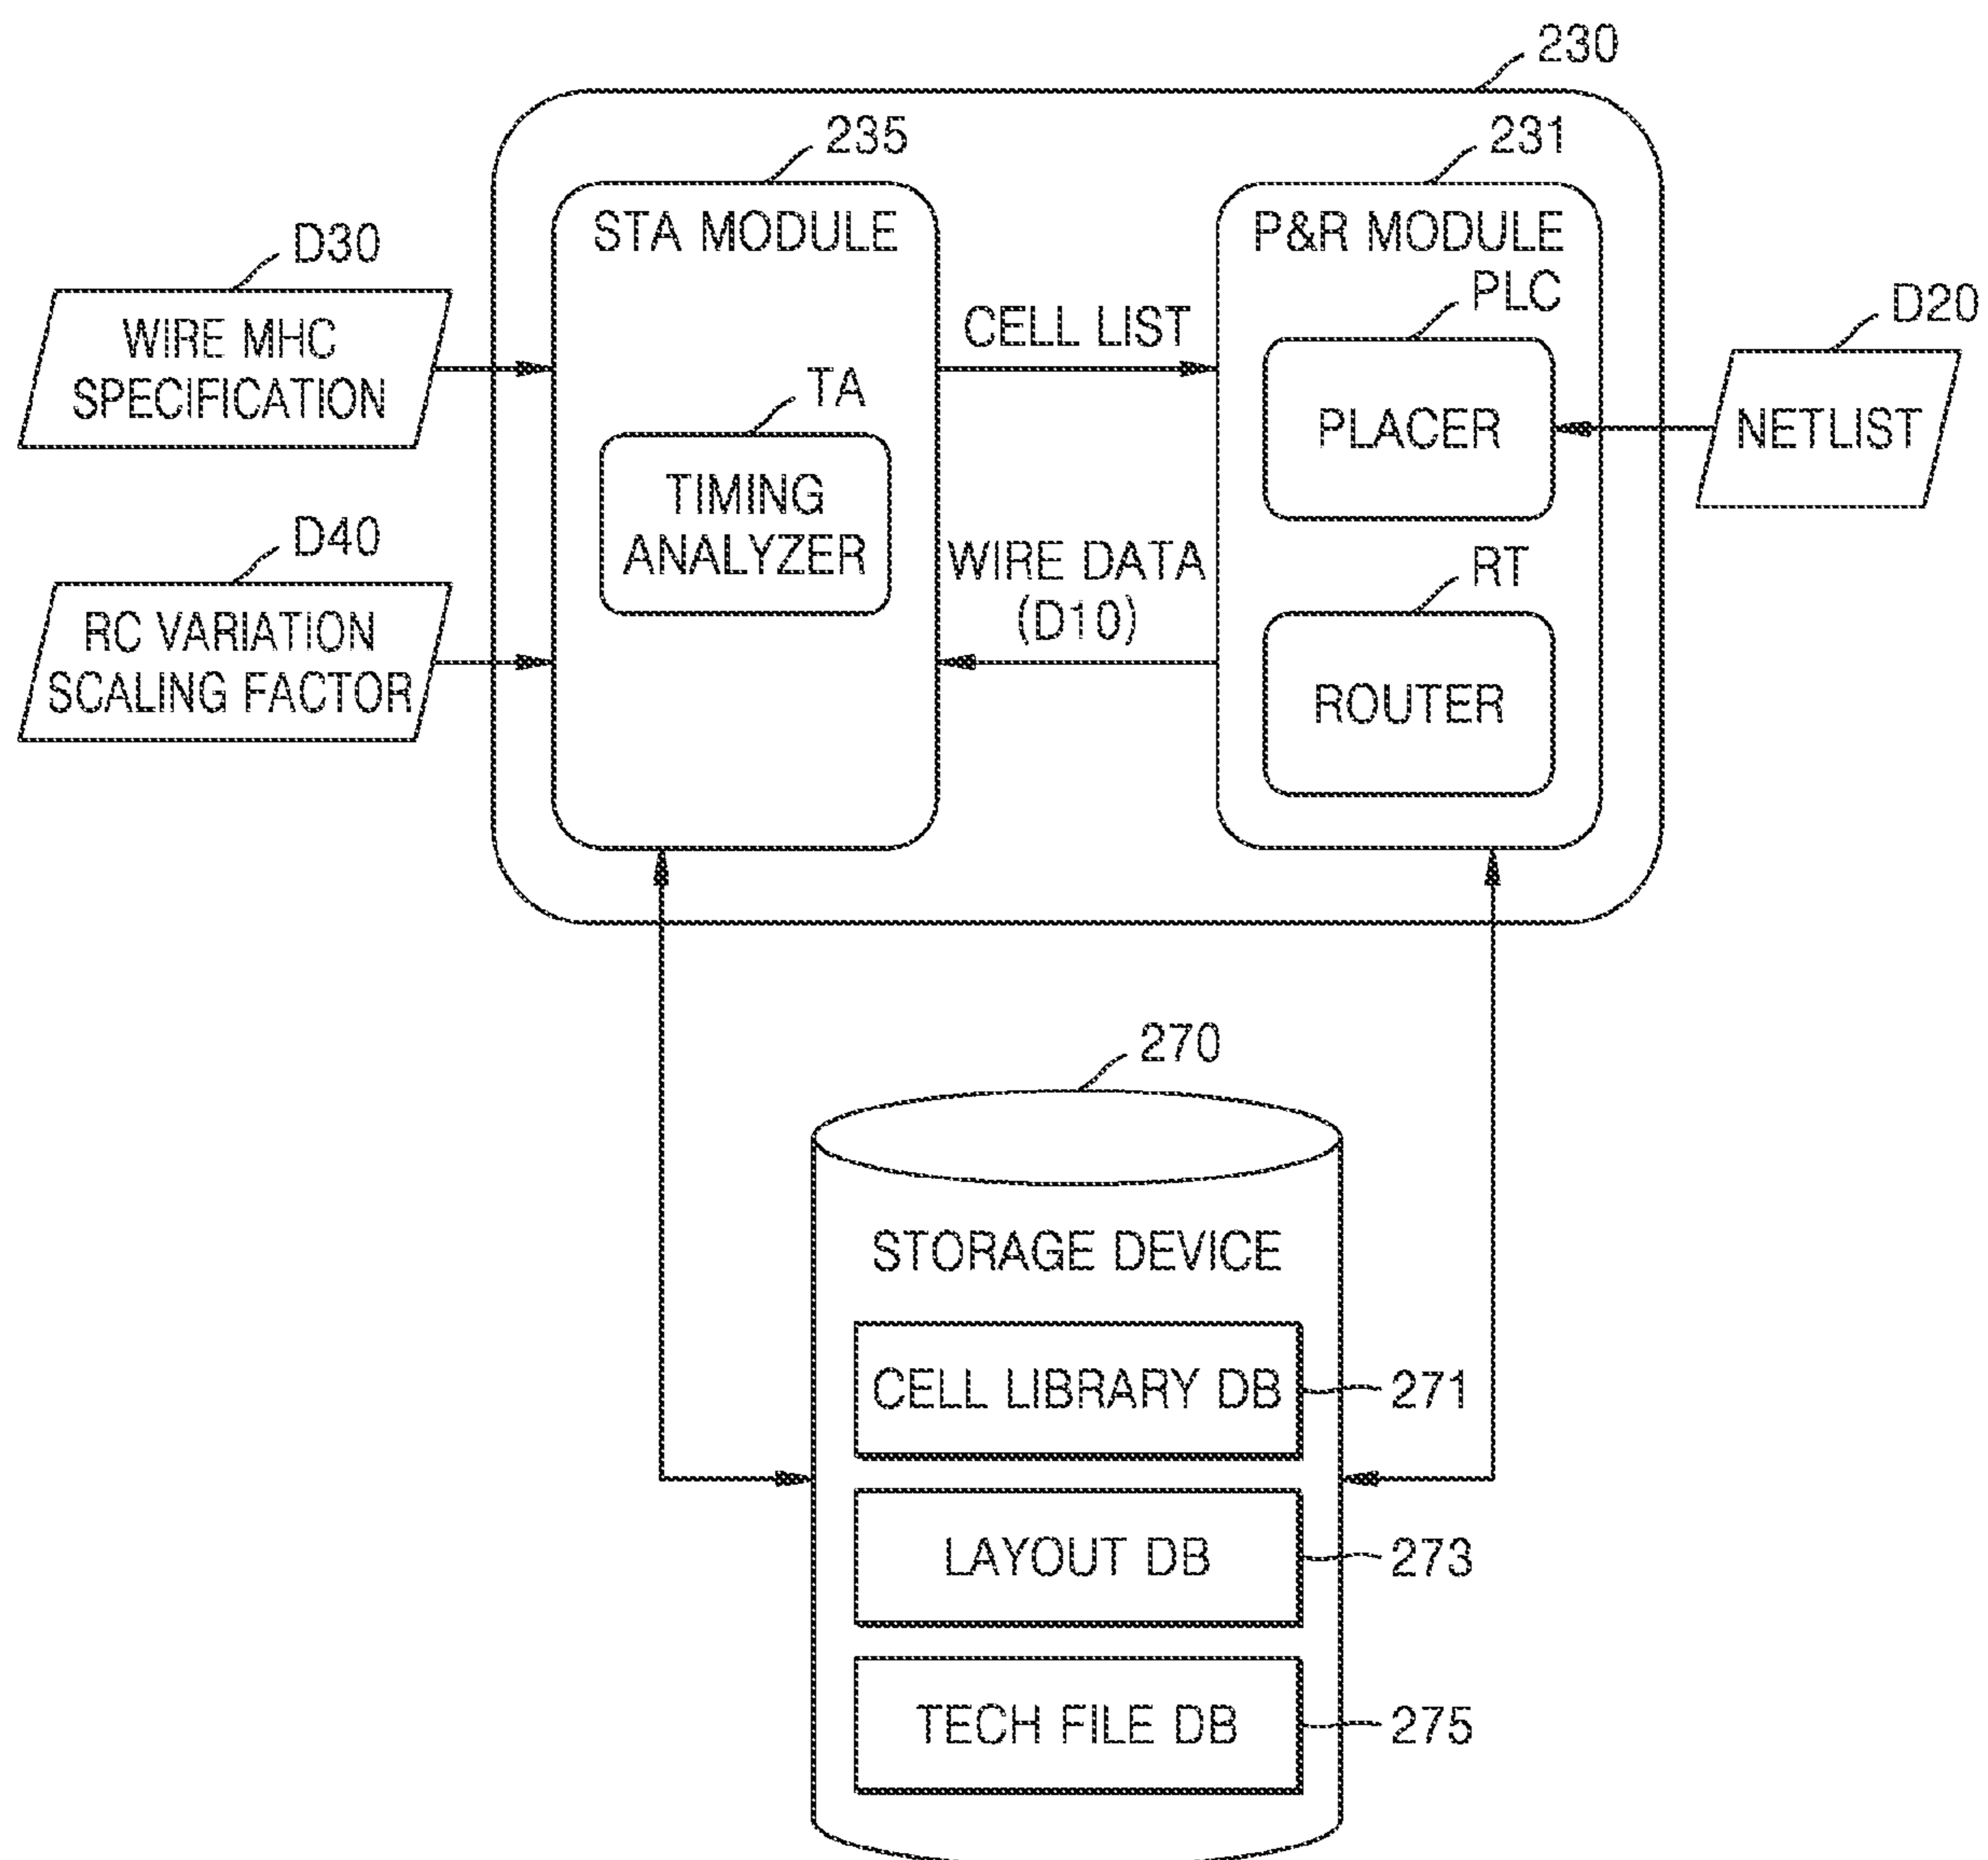 230
235
231
STA MODULE
P&R MODULE
D30
PLC
D20
WIRE MHC
SPECIFICATION
CELL LIST
TA
PLACER
NETLIST
TIMING
ANALYZER
D40
WIRE DATA
(D10)
RT
RC VARIATION
SCALING FACTOR
ROUTER
270
STORAGE DEVICE
CELL LIBRARY DB
271
LAYOUT DB
273
TECH FILE DB
275